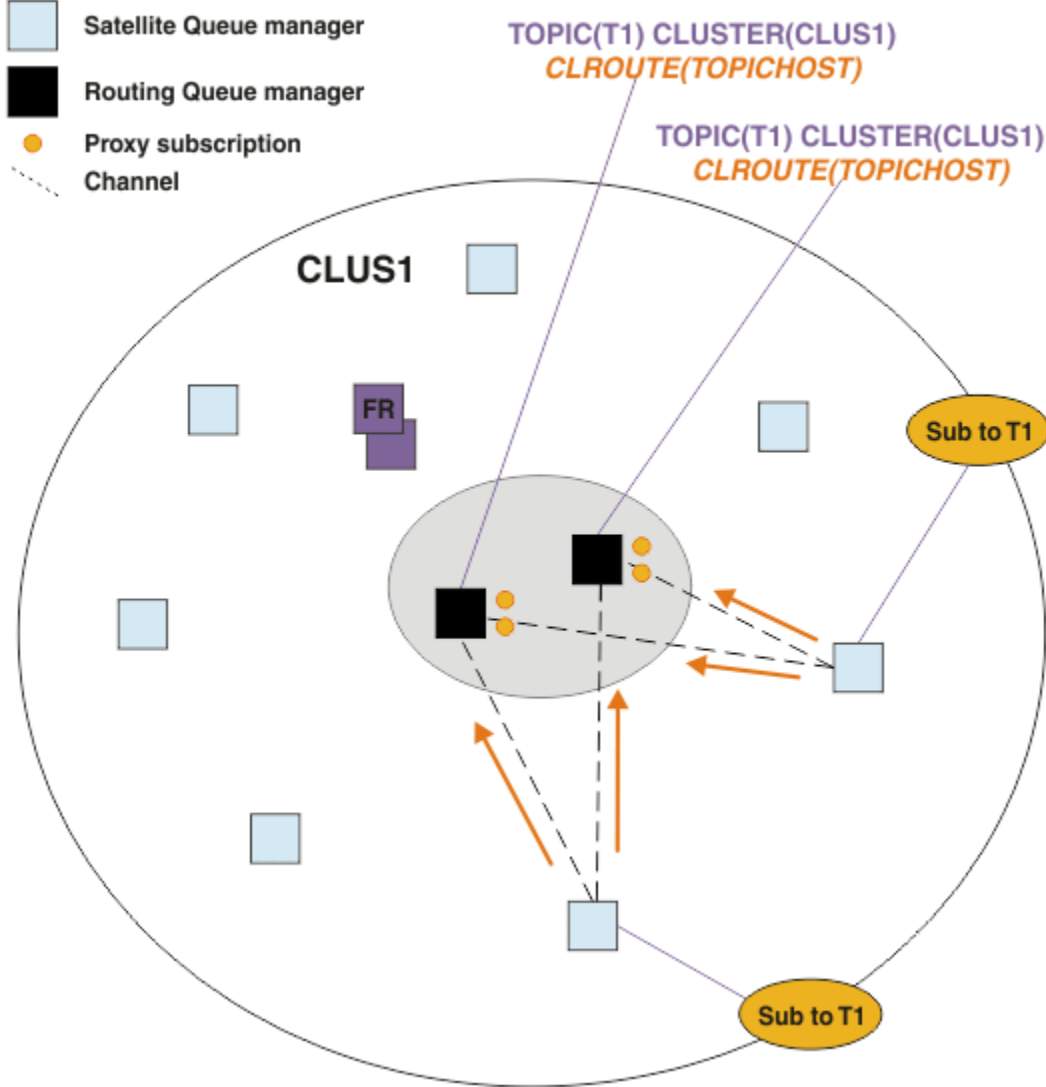 Satellite Queue manager
Routing Queue manager
Proxy subscription
Channel
TOPIC(T1) CLUSTER(CLUS1)
CLROUTE(TOPICHOST)
TOPIC(T1) CLUSTER(CLUS1)
CLROUTE(TOPICHOST)
CLUS1
FR
Sub to T1
Sub to T1